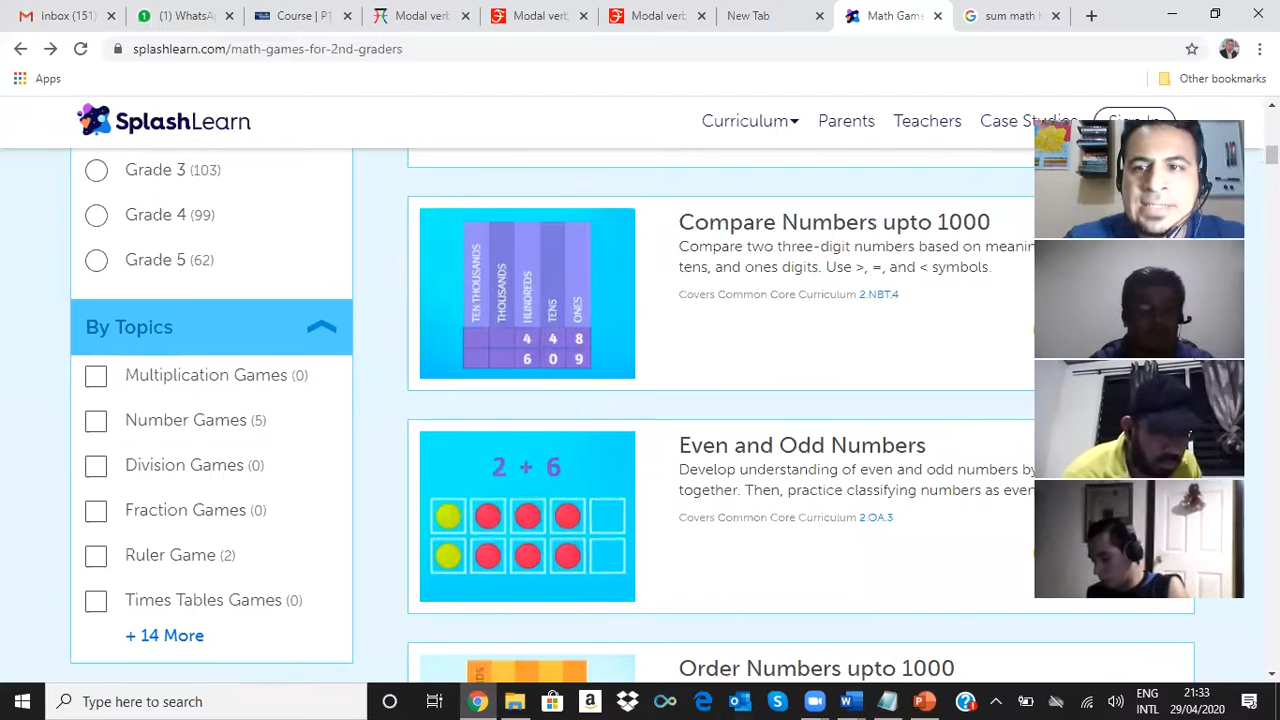 Inbox (151)
(1) WhatsA
Course | PT
Modal verb
Modal verb
Modal verb
New Tab
Math Gam
sum math
splashlearn.com/math-games-for-2nd-graders
Apps
Other bookmarks
SplashLearn
Curriculum
Parents
Teachers
Case Studies
Grade 3 (103)
Grade 4 (99)
Grade 5 (62)
By Topics
Multiplication Games (0)
Number Games (5)
Division Games (0)
Fraction Games (0)
Ruler Game (2)
Times Tables Games (0)
+ 14 More
TEN THOUSANDS
THOUSANDS
HUNDREDS
TENS
ONES
4 4 8
6 0 9
Compare Numbers upto 1000
Compare two three-digit numbers based on meanin
tens, and ones digits. Use >, =, and < symbols.
Covers Common Core Curriculum 2.NBT.4
2 + 6
Even and Odd Numbers
Develop understanding of even and odd numbers by
together. Then, practice classifying numbers as even
Covers Common Core Curriculum 2.OA.3
Order Numbers upto 1000
Type here to search
ENG
INTL
21:33
29/04/2020